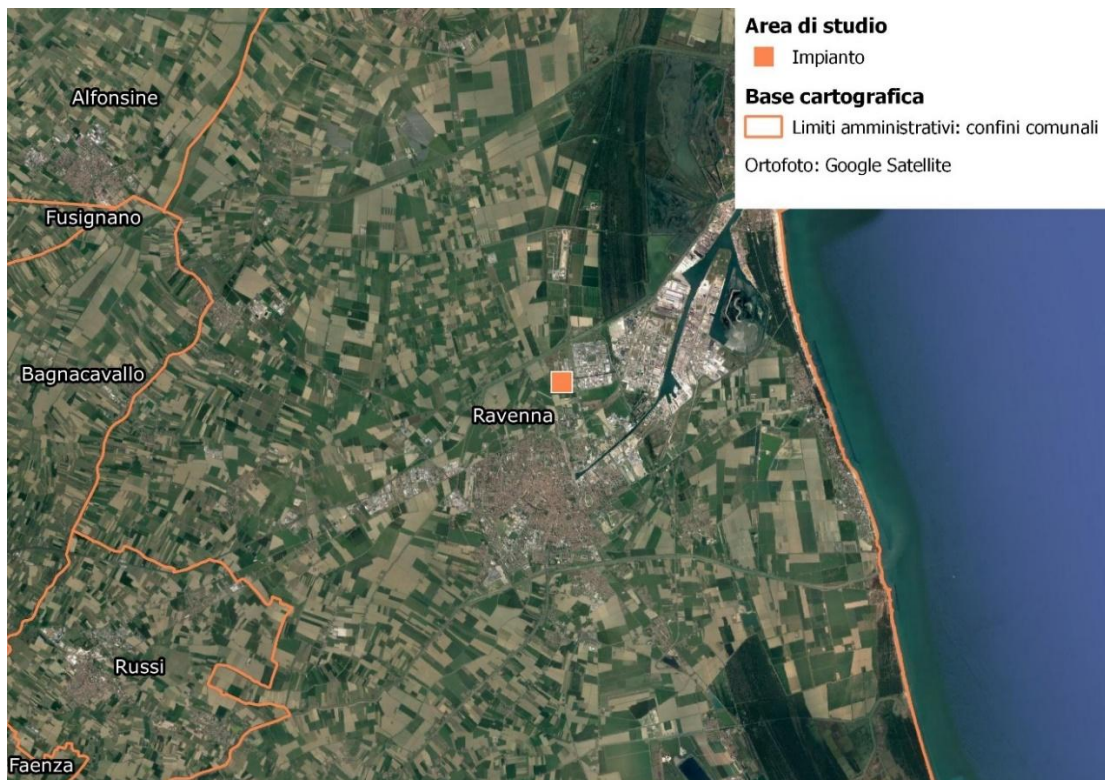 Area di studio
Impianto
Base cartografica
Limiti amministrativi: confini comunali
Ortofoto: Google Satellite
Alfonsine
Fusignano
Bagnacavallo
Ravenna
Russi
Faenza